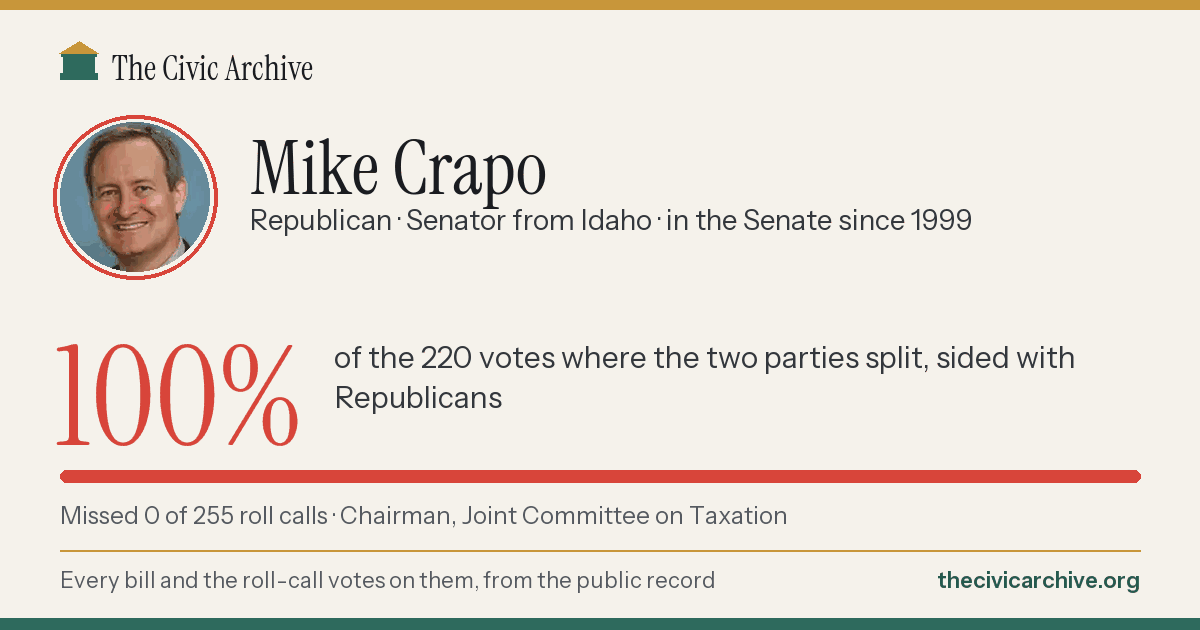 The Civic Archive
Mike Crapo
Republican · Senator from Idaho · in the Senate since 1999
100%
of the 220 votes where the two parties split, sided with
Republicans
Missed 0 of 255 roll calls · Chairman, Joint Committee on Taxation
Every bill and the roll-call votes on them, from the public record
thecivicarchive.org